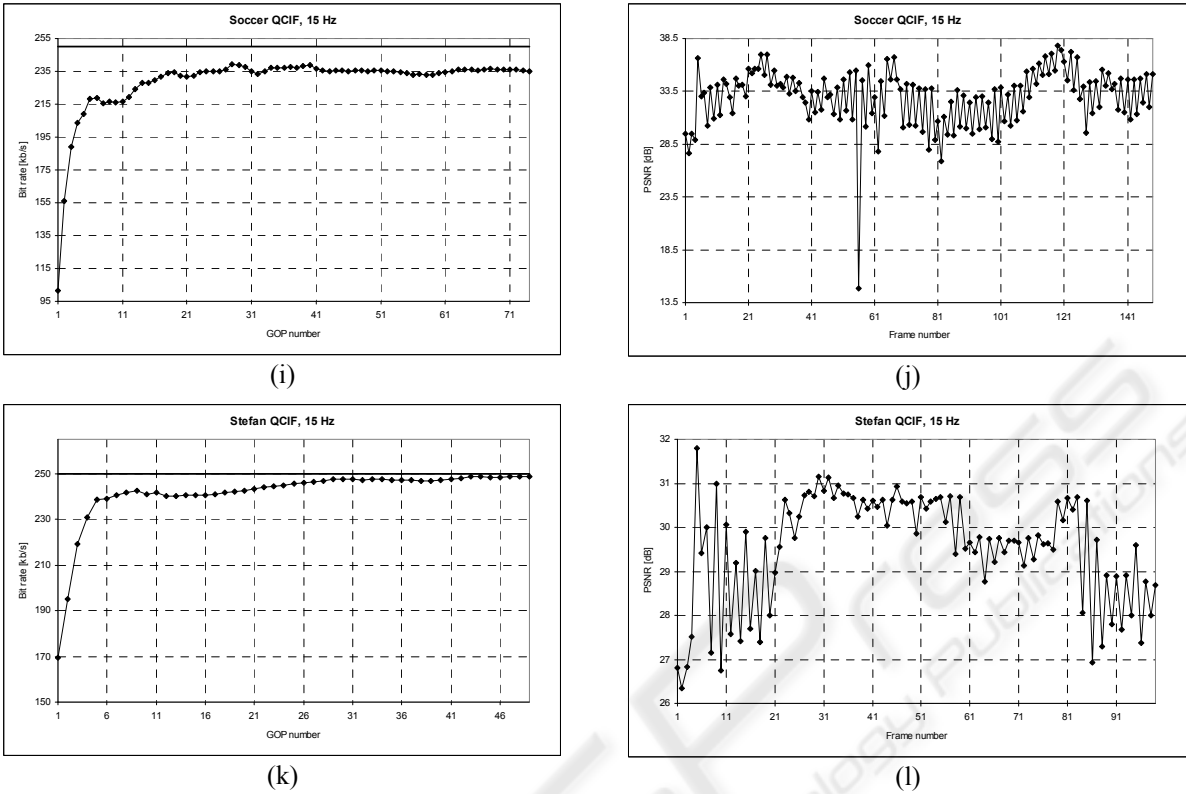 Soccer QCIF, 15 Hz
255
235
215
195
175
155
135
115
95
Bit rate [kb/s]
1 11 21 31 41 51 61 71
GOP number
(i)
Soccer QCIF, 15 Hz
38.5
33.5
28.5
23.5
18.5
13.5
PSNR [dB]
1 21 41 61 81 101 121 141
Frame number
(j)
Stefan QCIF, 15 Hz
250
230
210
190
170
150
Bit rate [kb/s]
1 6 11 16 21 26 31 36 41 46
GOP number
(k)
Stefan QCIF, 15 Hz
32
31
30
29
28
27
26
PSNR [dB]
1 11 21 31 41 51 61 71 81 91
Frame number
(l)
Press
logy Publications